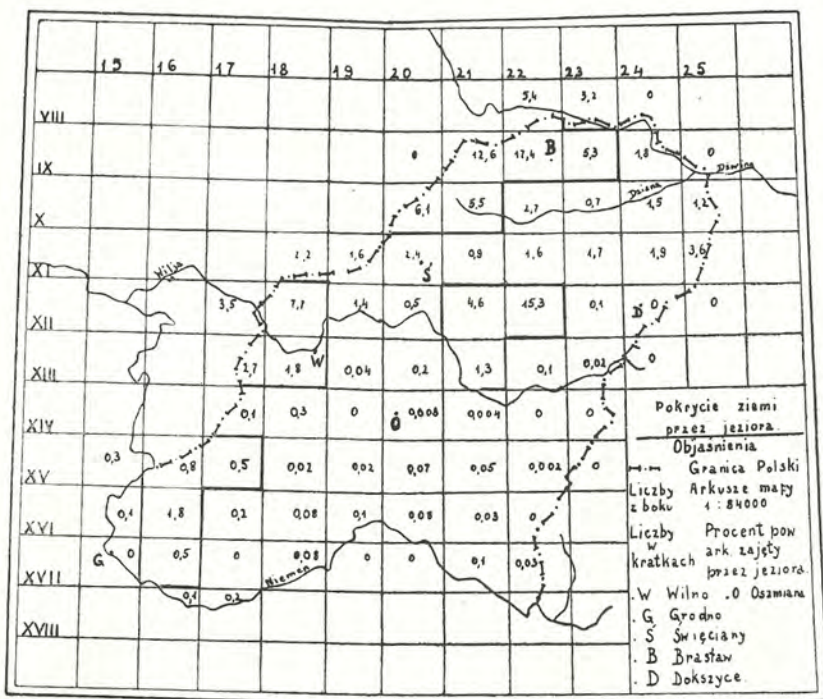 15 16 17 18 19 20 21 22 23 24 25
5,4 3,2 0
VIII
0 12,6 17,4 B 5,3 1,8 0
Dźwina
IX
Dzisna
6,1 5,5 2,7 0,7 1,5 1,2
X
2,2 1,6 2,4 0,9 1,6 1,7 1,9 3,6
Ś
XI
Wilja
3,5 7,7 1,4 0,5 4,6 15,3 0,1 D 0 0
XII
W
2,7 1,8 0,04 0,2 1,3 0,1 0,02 0
XIII
0,1 0,3 0 O 0,008 0,004 0 0
XIV
0,3 0,8 0,5 0,02 0,02 0,07 0,05 0,002 0
XV
0,1 1,8 0,2 0,08 0,1 0,08 0,03 0
XVI
G 0 0,5 0 0,08 0 0 0,1 0,03
Niemen
XVII
0,1 0,2
XVIII
Pokrycie ziemi
przez jeziora
Objaśnienia
Granica Polski
Liczby z boku Arkusze mapy
1:84000
Liczby w kratkach Procent pow
ark. zajęty
przez jeziora.
.W Wilno .O Oszmiana
.G Grodno
.Ś Święciany
.B Brasław
.D Dokszyce